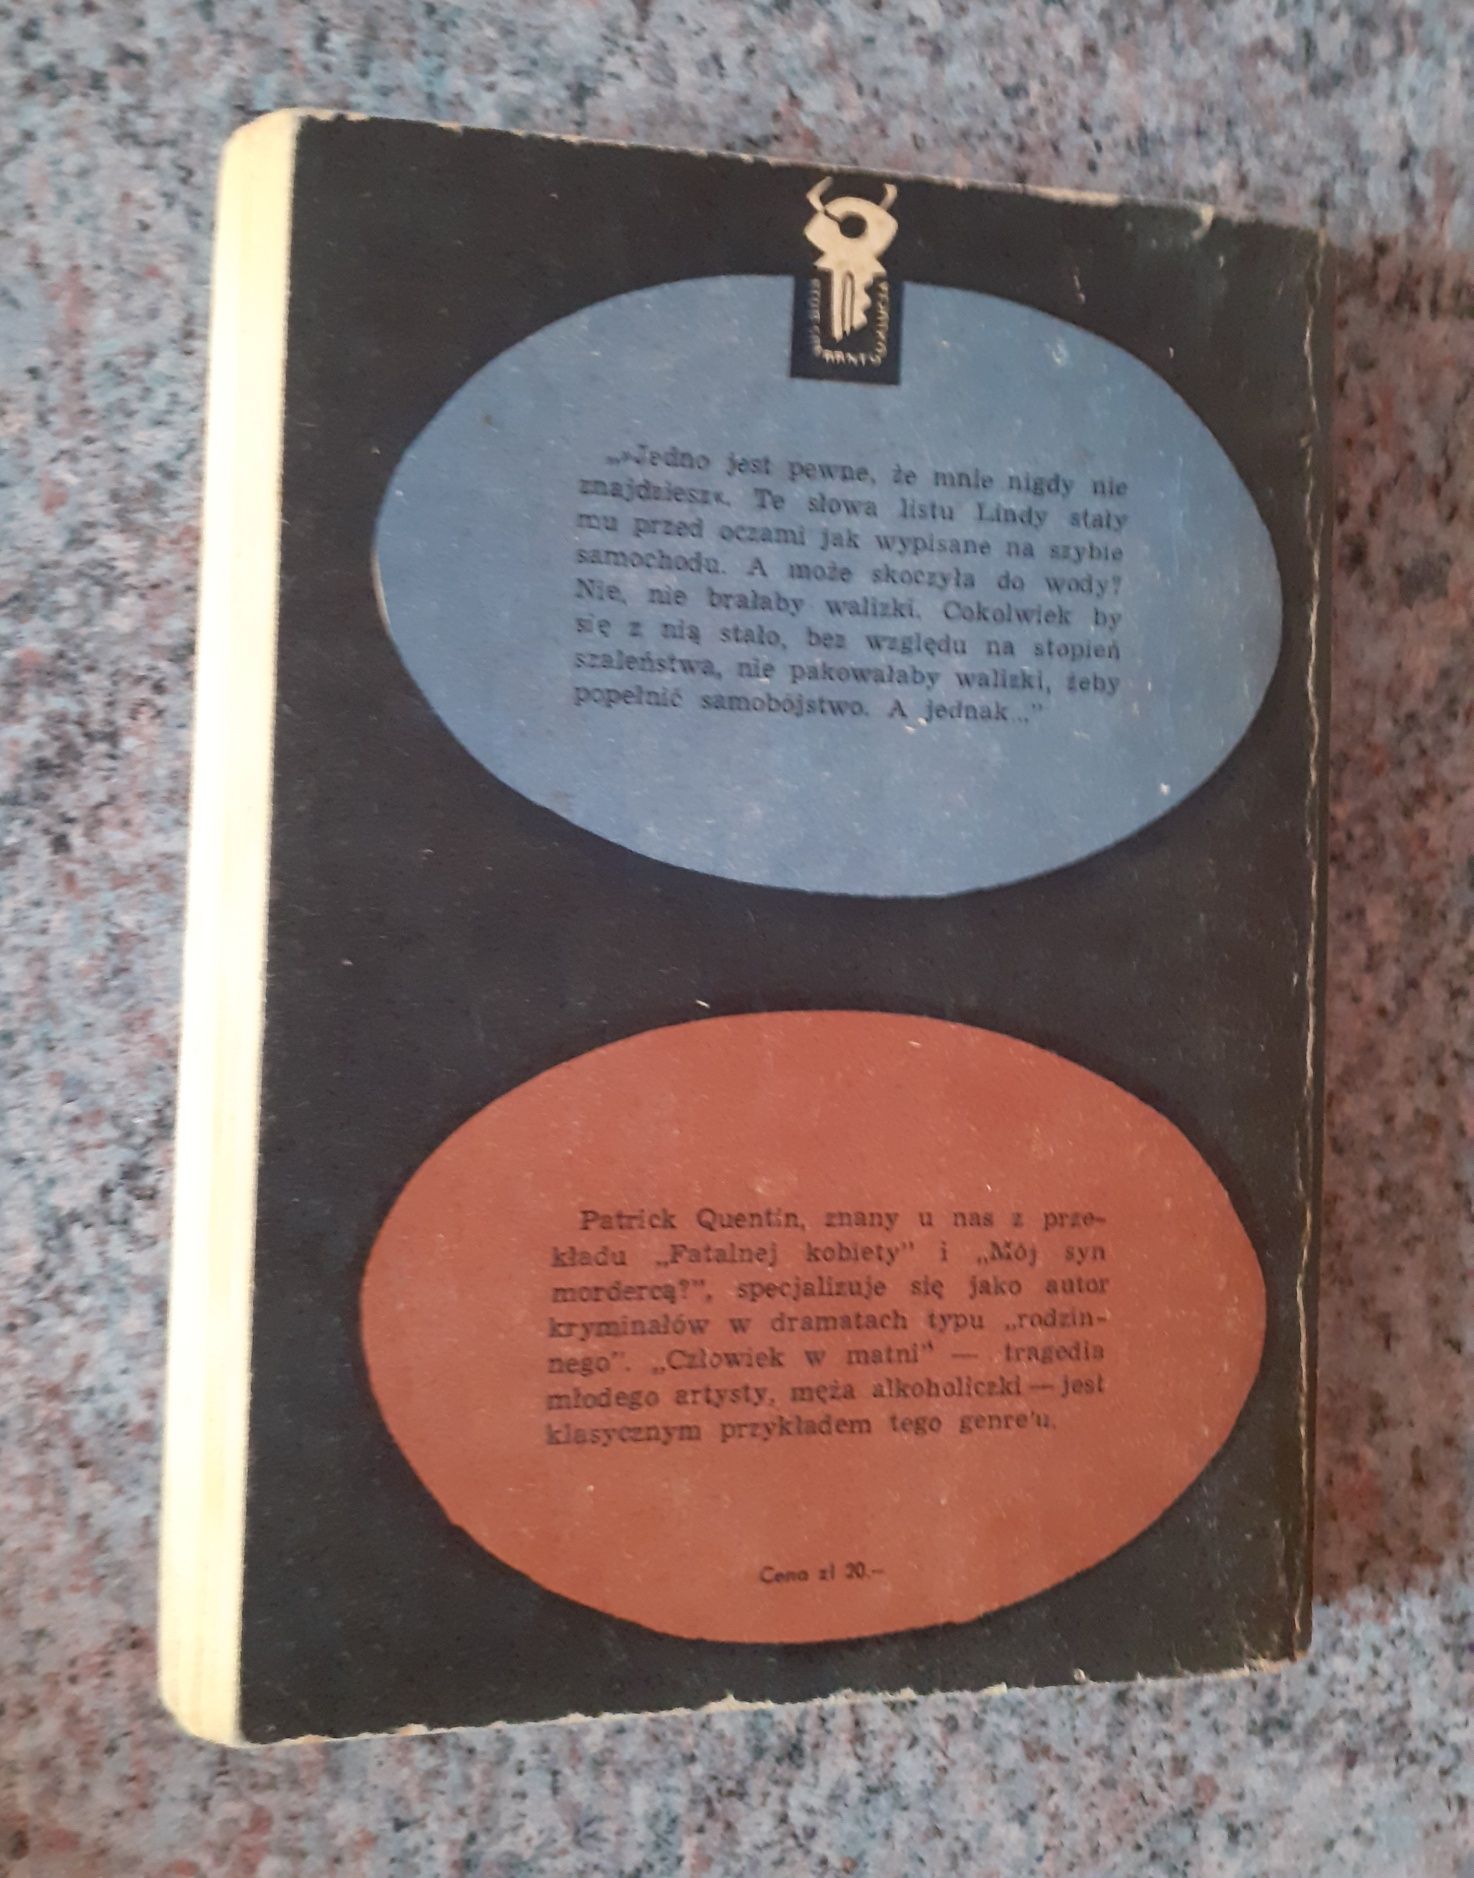 KLUB SREBRNEGO KLUCZA
„»Jedno jest pewne, że mnie nigdy nie
znajdziesz«. Te słowa listu Lindy stały
mu przed oczami jak wypisane na szybie
samochodu. A może skoczyła do wody?
Nie, nie brałaby walizki. Cokolwiek by
się z nią stało, bez względu na stopień
szaleństwa, nie pakowałaby walizki, żeby
popełnić samobójstwo. A jednak...”
Patrick Quentin, znany u nas z prze-
kładu „Fatalnej kobiety” i „Mój syn
mordercą?”, specjalizuje się jako autor
kryminałów w dramatach typu „rodzin-
nego”. „Człowiek w matni” — tragedia
młodego artysty, męża alkoholiczki — jest
klasycznym przykładem tego genre'u.
Cena zł 20.–